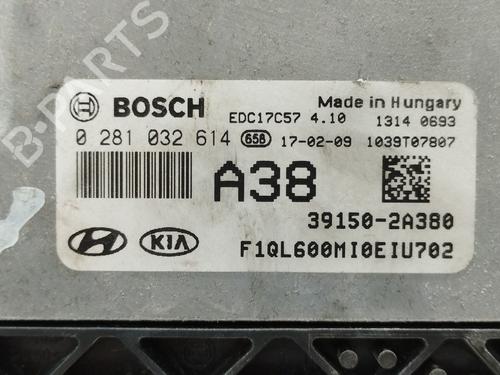 B-PARTS
BOSCH
EDC17C57 4.10
Made in Hungary
1314 0693
0 281 032 614 658 17-02-09 1039T07807
A38
39150-2A380
KIA
F1QL600MI0EIU702